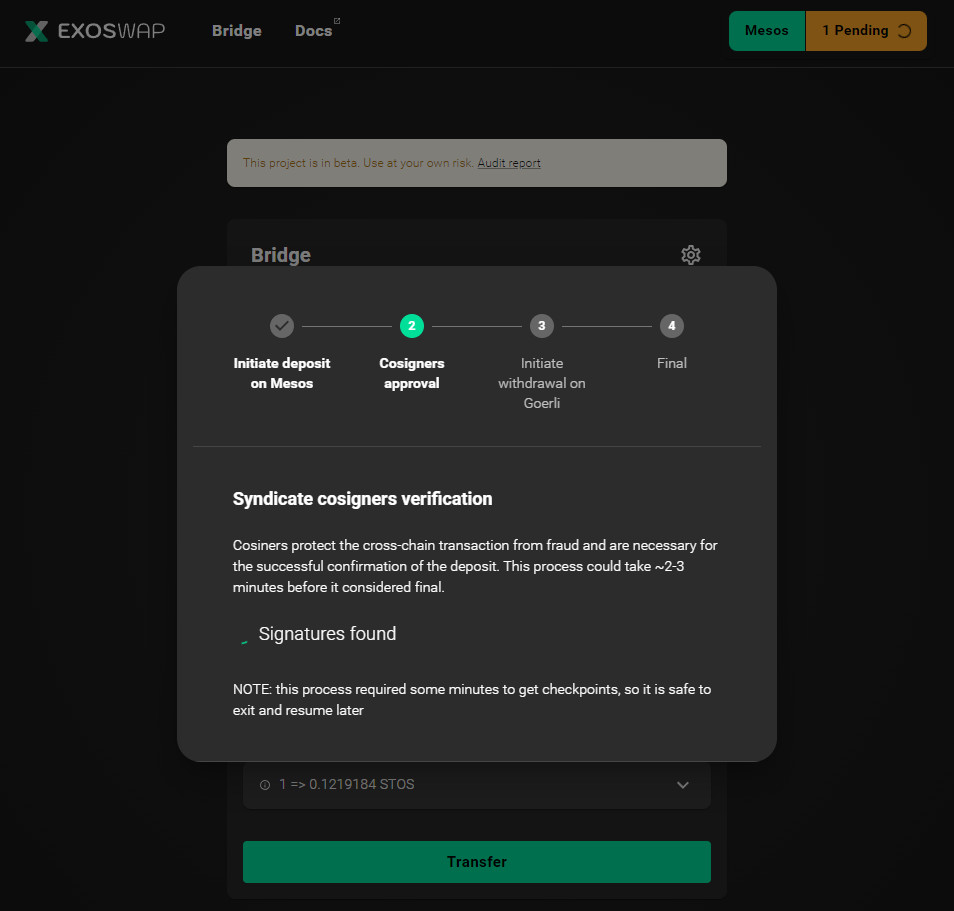 EXOSWAP
Bridge
Docs
Mesos
1 Pending
This project is in beta. Use at your own risk. Audit report
Bridge
2
3
4
Initiate deposit
on Mesos
Cosigners
approval
Initiate
withdrawal on
Goerli
Final
Syndicate cosigners verification
Cosiners protect the cross-chain transaction from fraud and are necessary for
the successful confirmation of the deposit. This process could take ~2-3
minutes before it considered final.
Signatures found
NOTE: this process required some minutes to get checkpoints, so it is safe to
exit and resume later
1 => 0.1219184 STOS
Transfer